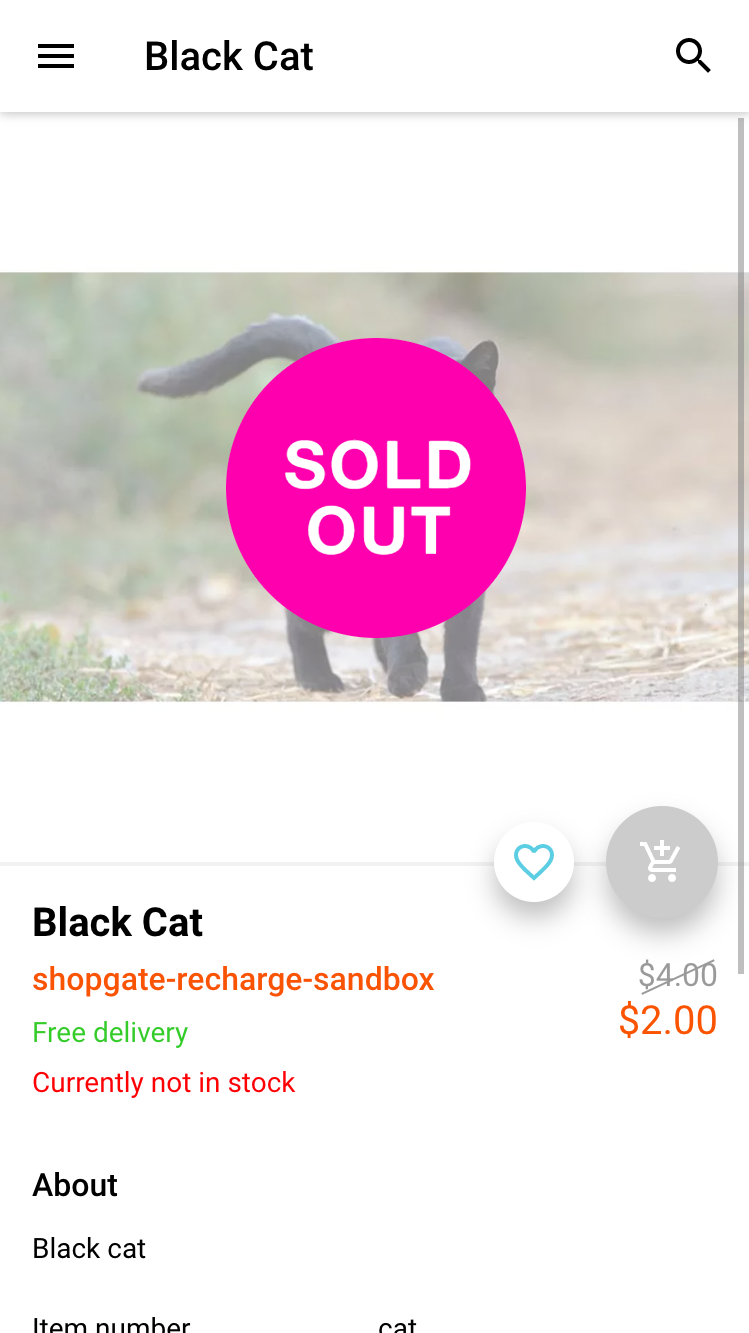 Black Cat
SOLD
OUT
Black Cat
shopgate-recharge-sandbox
$4.00
Free delivery
$2.00
Currently not in stock
About
Black cat
Item number cat